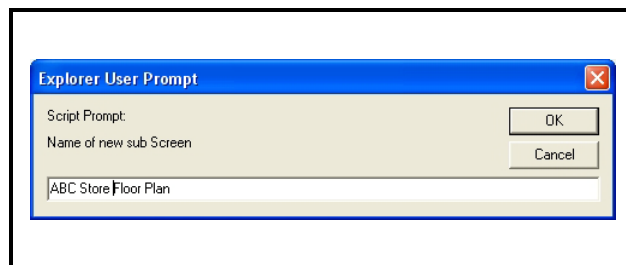 Explorer User Prompt
Script Prompt:
OK
Name of new sub Screen
Cancel
ABC Store Floor Plan